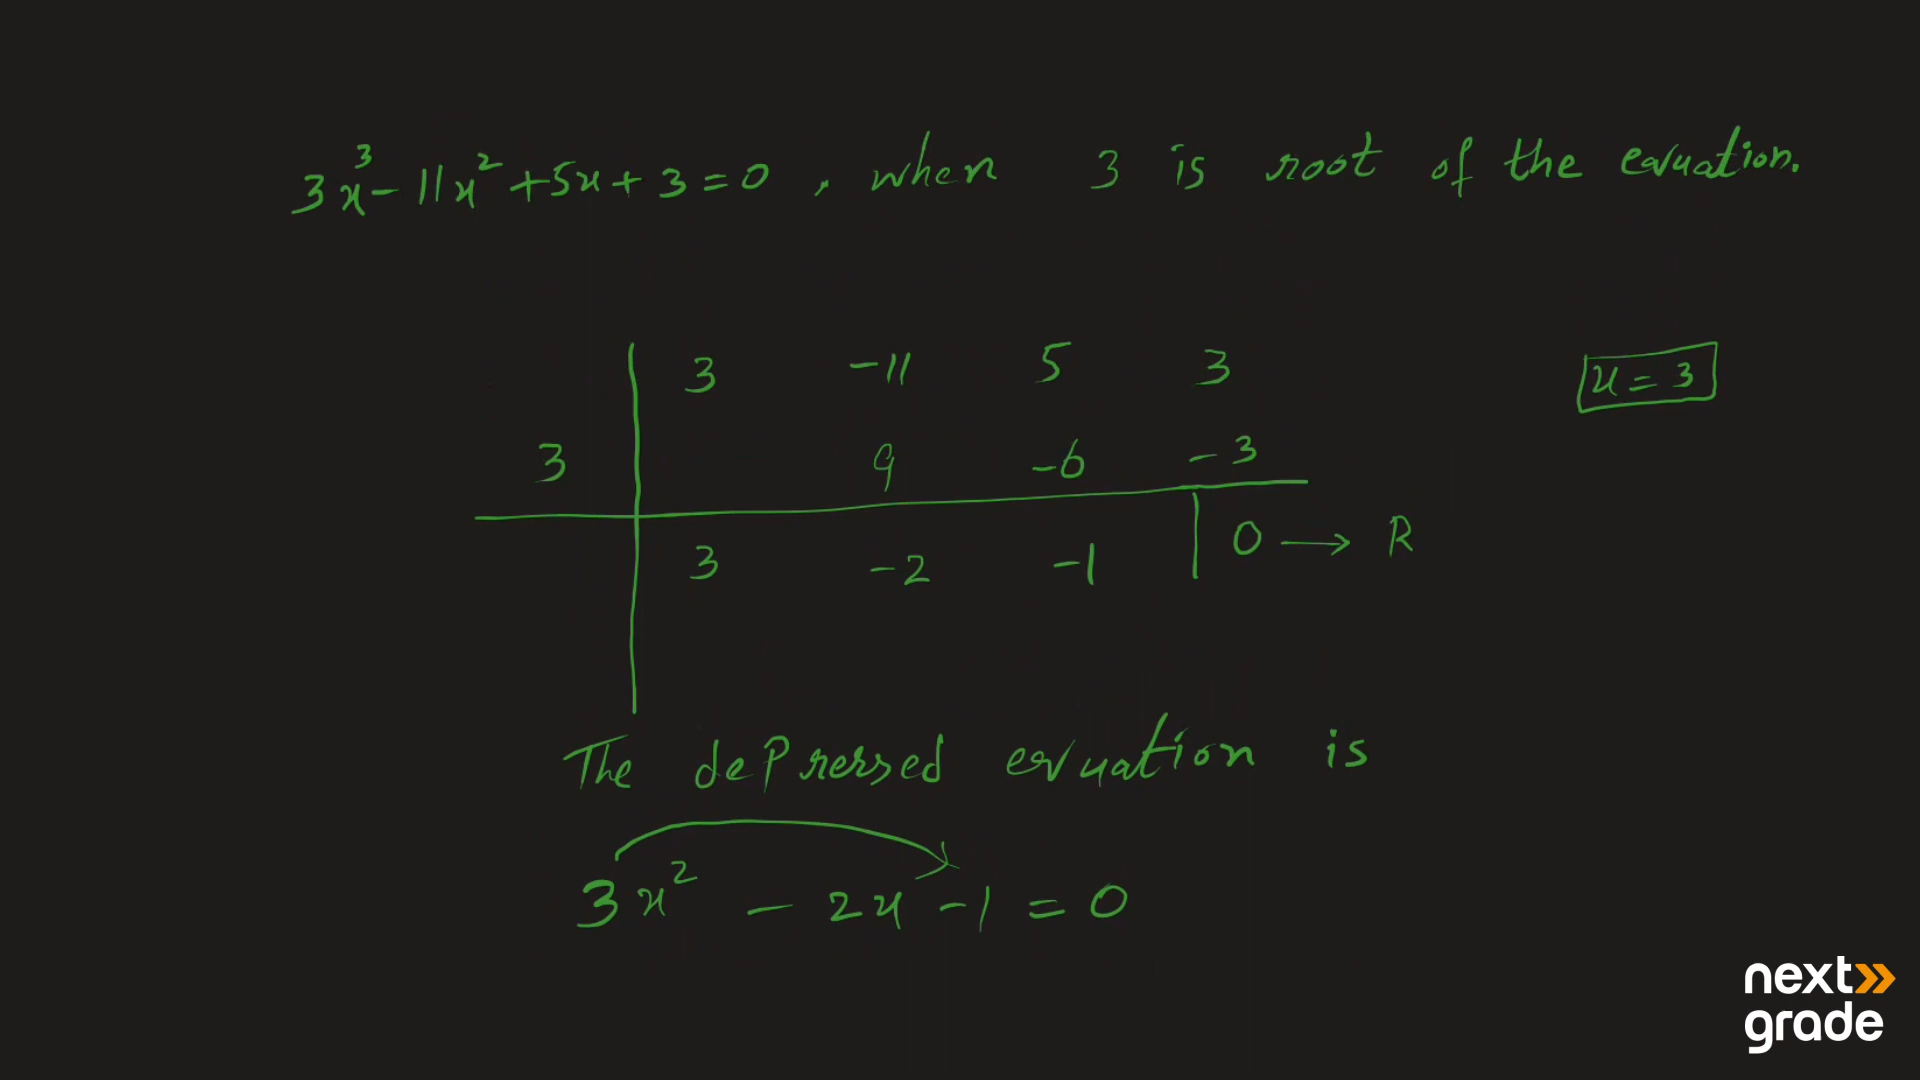 3x³ - 11x² + 5x + 3 = 0 , when 3 is root of the equation.
3 -11 5 3
x = 3
3 9 -6 -3
3 -2 -1 0 → R
The depressed equation is
3x² - 2x - 1 = 0
next
grade